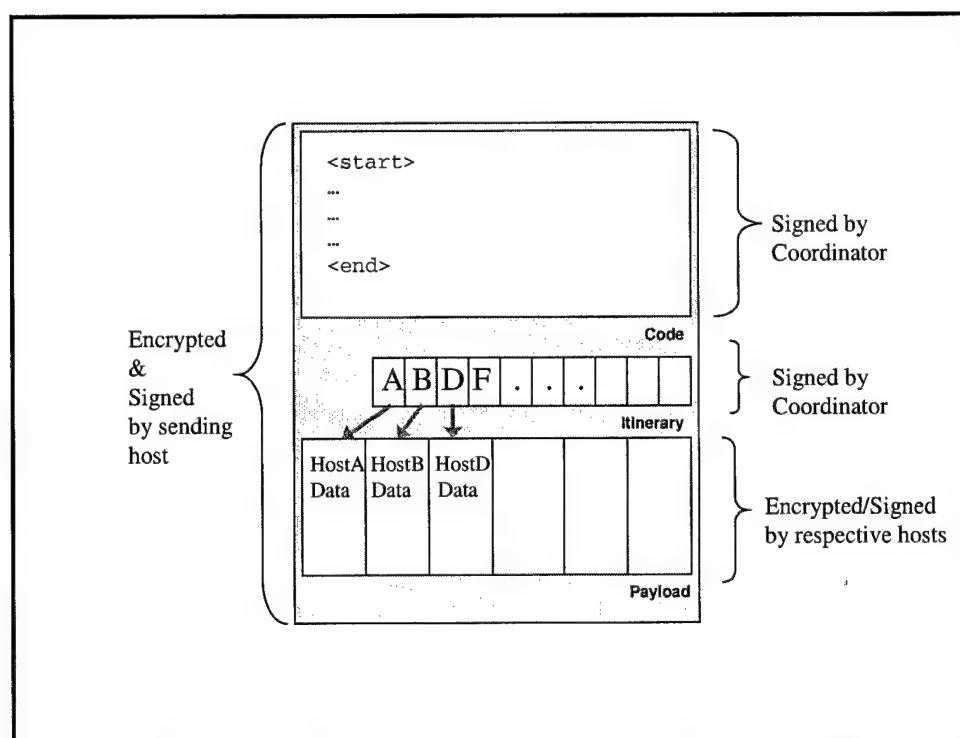 <start>
...
...
...
<end>
Signed by
Coordinator
Code
Encrypted
&
Signed
by sending
host
A B D F . . .
Signed by
Coordinator
Itinerary
HostA HostB HostD
Data Data Data
Encrypted/Signed
by respective hosts
Payload